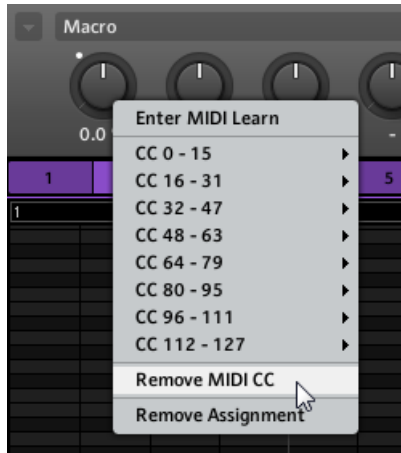 Macro
0.0
-
Enter MIDI Learn
CC 0 - 15
1
CC 16 - 31
5
1
CC 32 - 47
CC 48 - 63
CC 64 - 79
CC 80 - 95
CC 96 - 111
CC 112 - 127
Remove MIDI CC
Remove Assignment